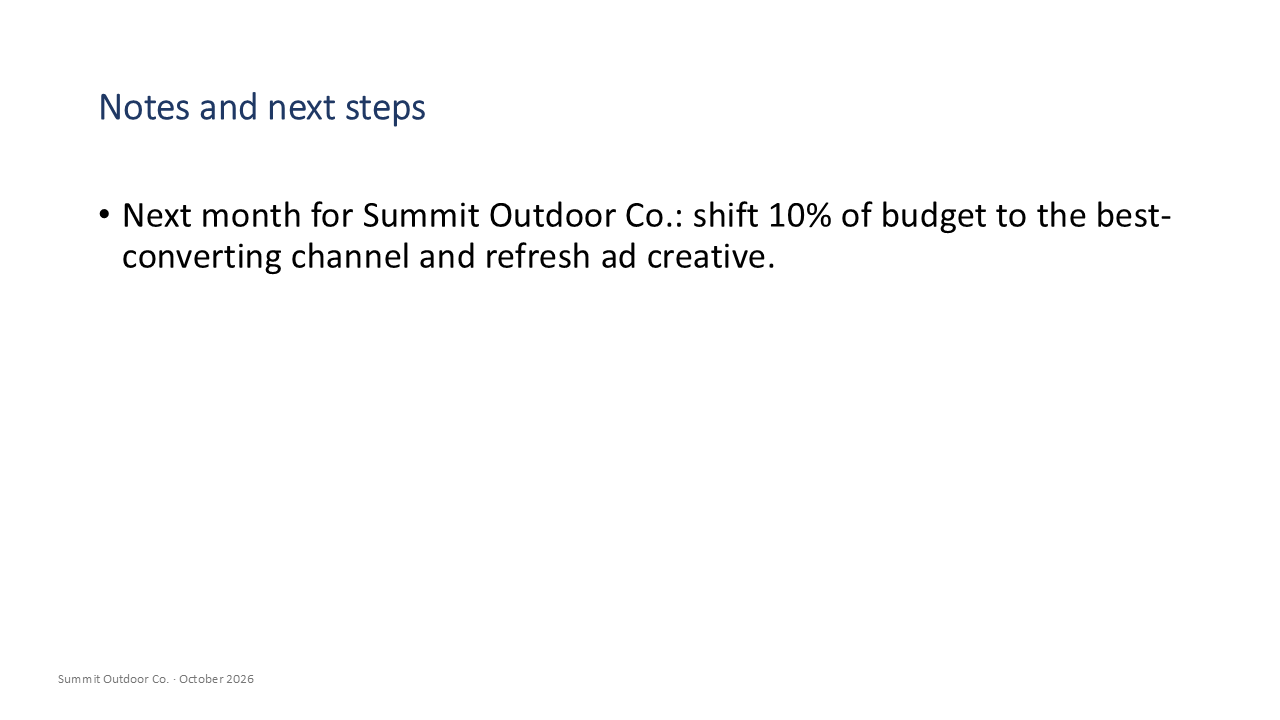 Notes and next steps
• Next month for Summit Outdoor Co.: shift 10% of budget to the best-
converting channel and refresh ad creative.
Summit Outdoor Co. · October 2026